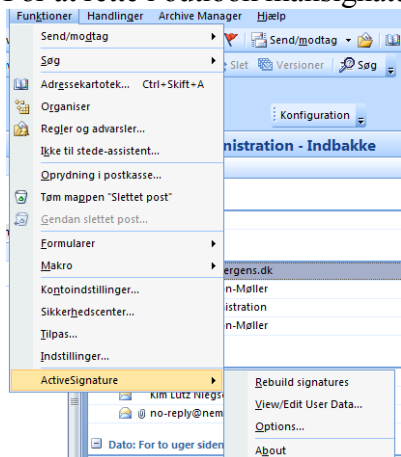 Funktioner Handlinger Archive Manager Hjælp
Send/modtag
Send/modtag
Søg
Slet Versioner Søg
Adressekartotek... Ctrl+Skift+A
Organiser
Konfiguration
Regler og advarsler...
Ikke til stede-assistent...
nistration - Indbakke
Oprydning i postkasse...
Tøm mappen "Slettet post"
Gendan slettet post...
Formularer
Makro
ergens.dk
Kontoindstillinger...
n-Møller
Sikkerhedscenter...
istration
Tilpas...
n-Møller
Indstillinger...
ActiveSignature
Rebuild signatures
Kim Lutz Niegs
View/Edit User Data...
no-reply@nem
Options...
Dato: For to uger siden
About